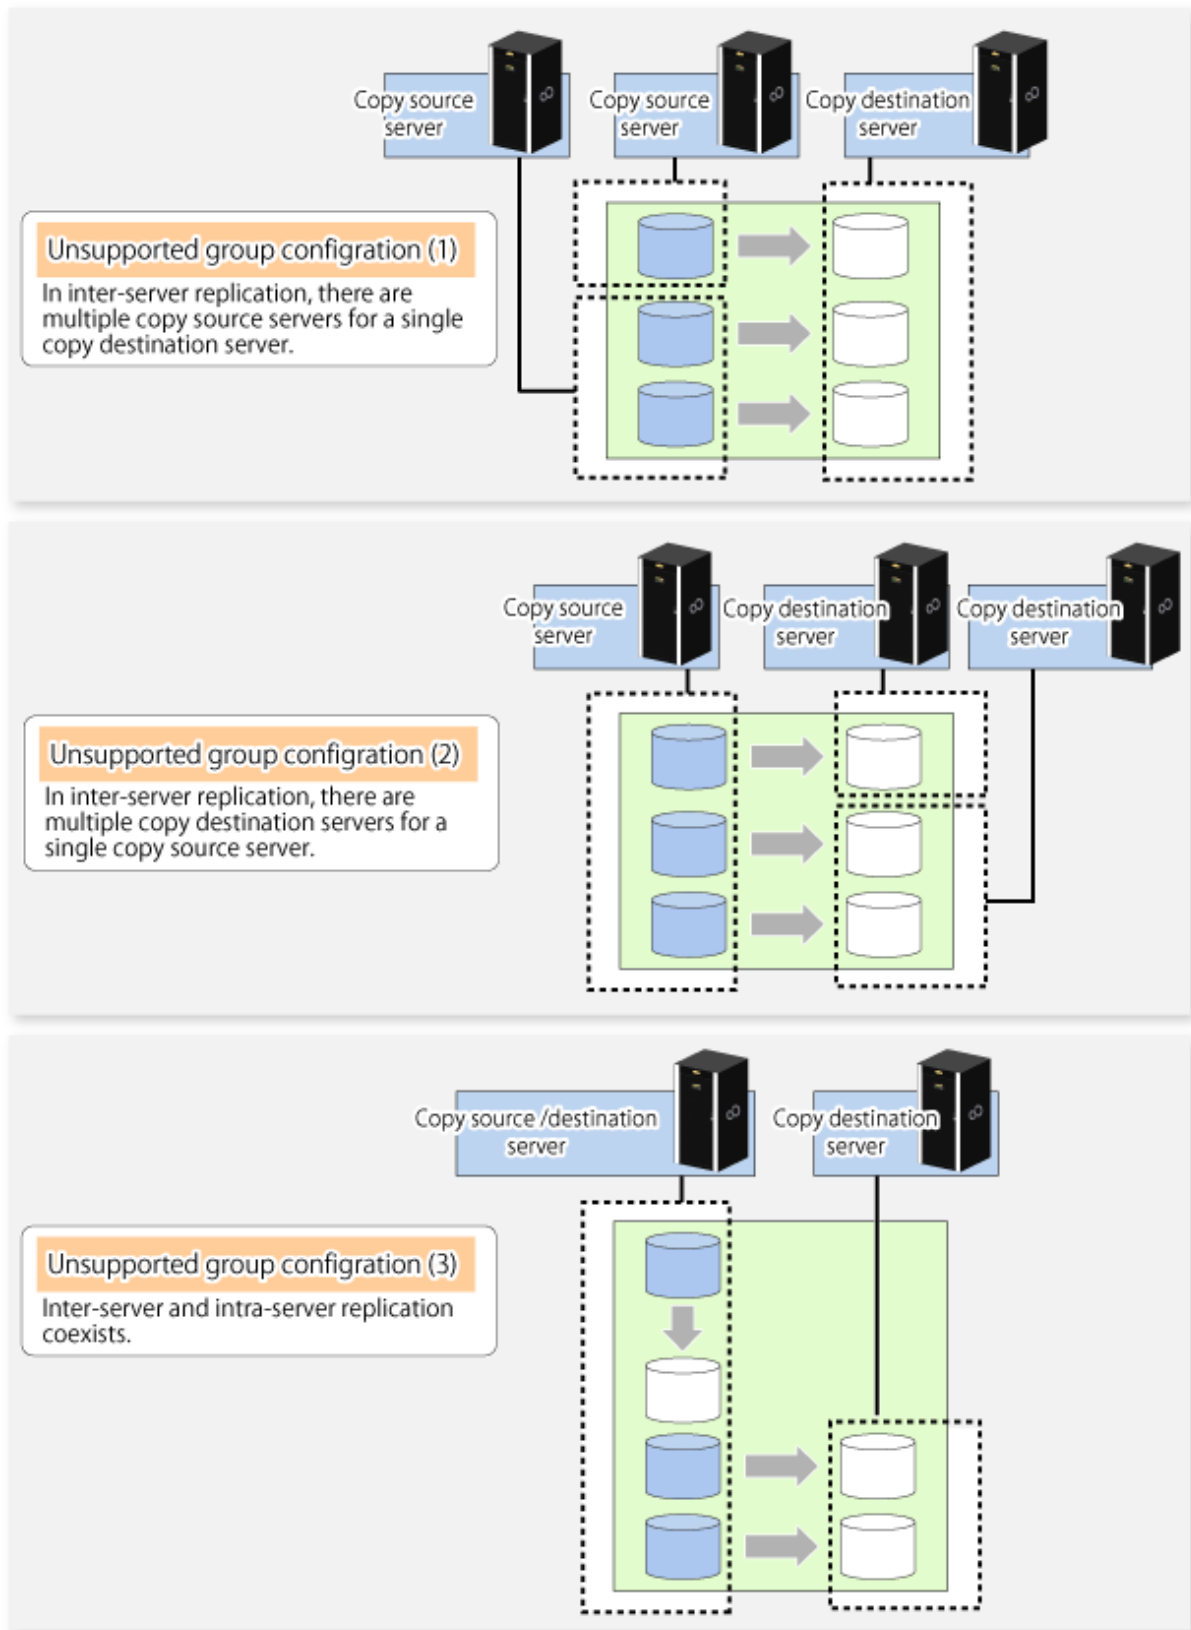 Copy source
server
Copy source
server
Copy destination
server
Unsupported group configration (1)
In inter-server replication, there are
multiple copy source servers for a single
copy destination server.
Copy source
server
Copy destination
server
Copy destination
server
Unsupported group configration (2)
In inter-server replication, there are
multiple copy destination servers for a
single copy source server.
Copy source /destination
server
Copy destination
server
Unsupported group configration (3)
Inter-server and intra-server replication
coexists.